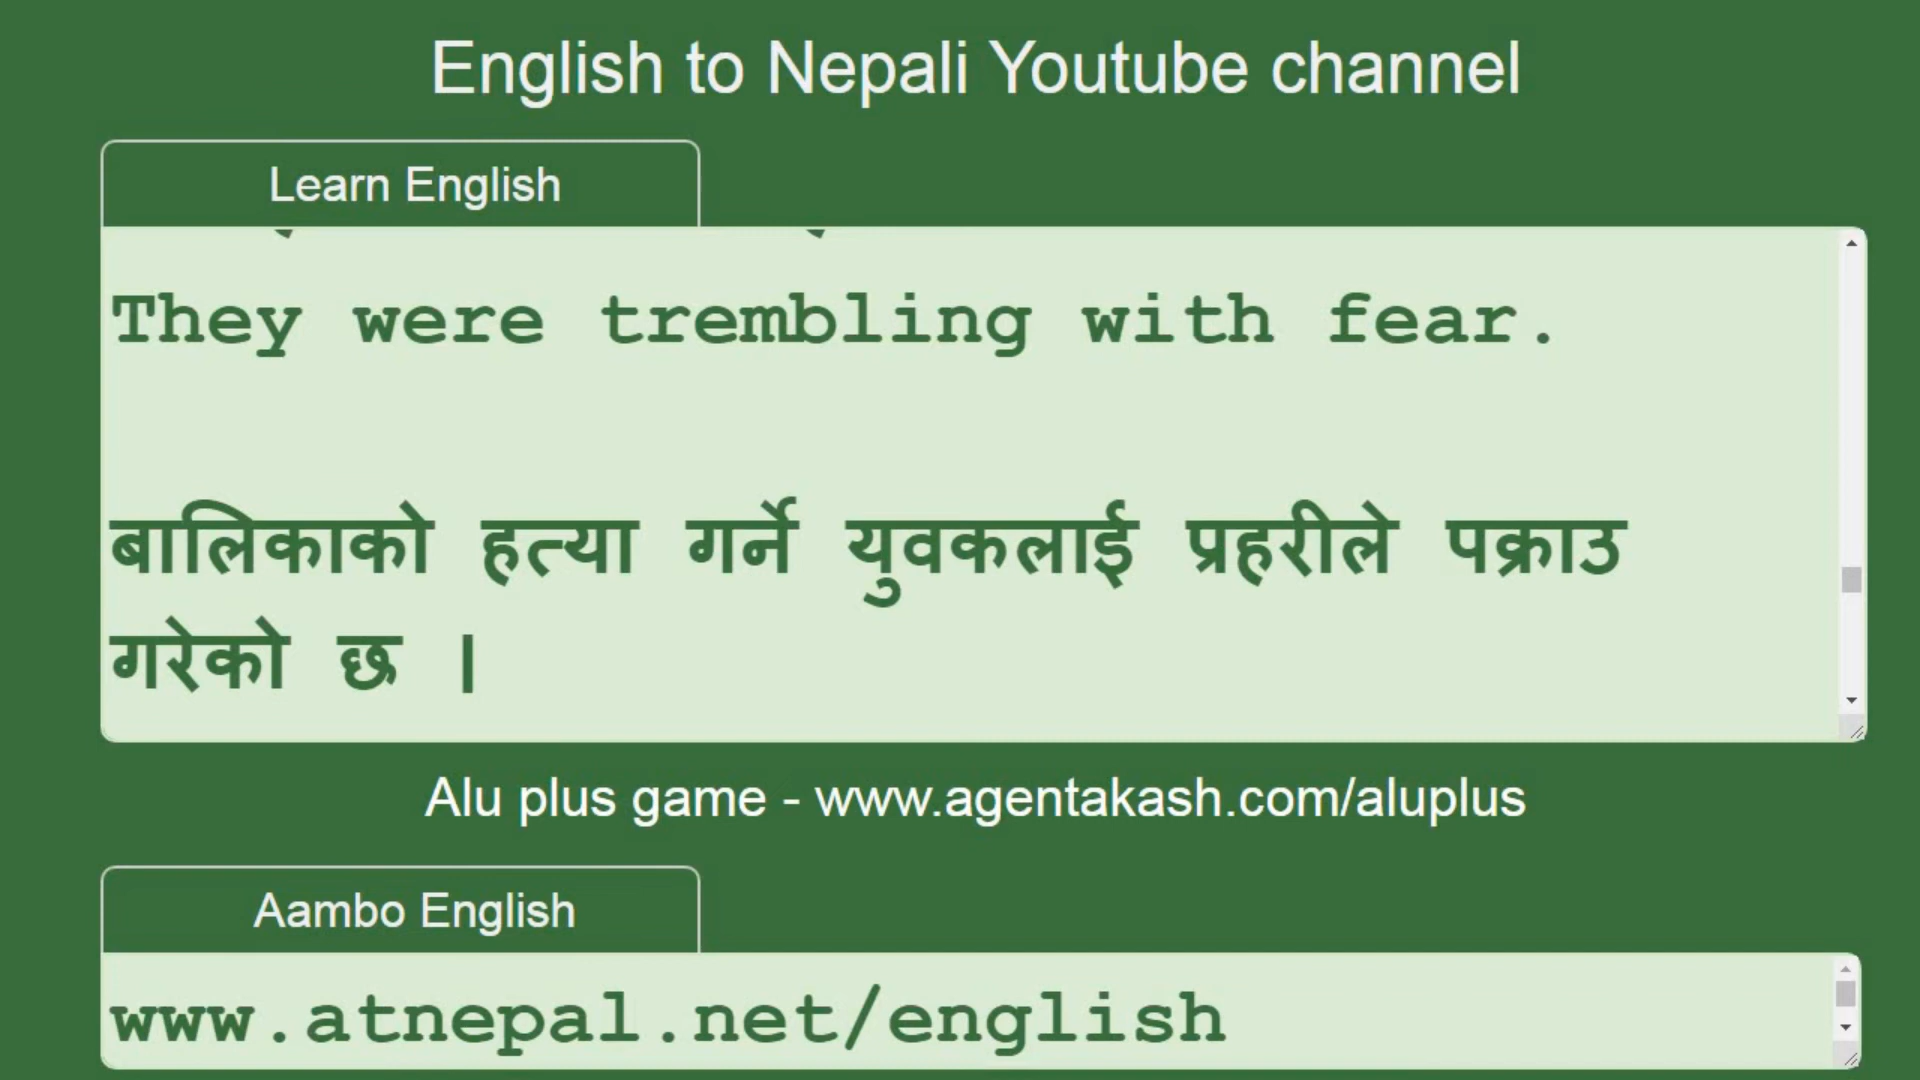 English to Nepali Youtube channel
Learn English
They were trembling with fear.
बालिकाको हत्या गर्ने युवकलाई प्रहरीले पक्राउ
गरेको छ |
Alu plus game - www.agentakash.com/aluplus
Aambo English
www.atnepal.net/english